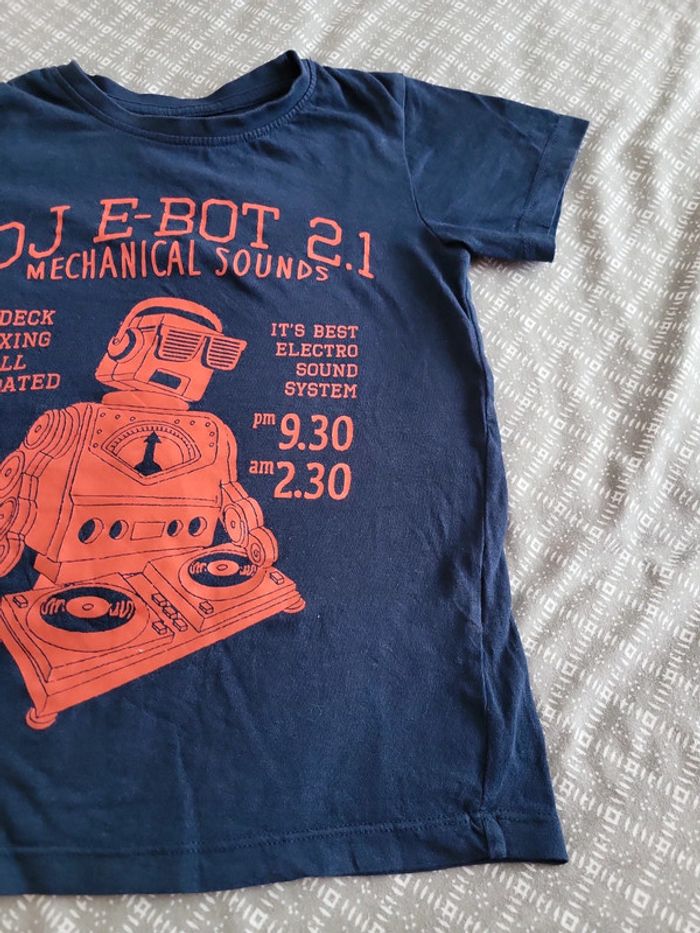 DJ E-BOT 2.1
MECHANICAL SOUNDS
DECK
XING
LL
DATED
IT'S BEST
ELECTRO
SOUND
SYSTEM
pm 9.30
am 2.30